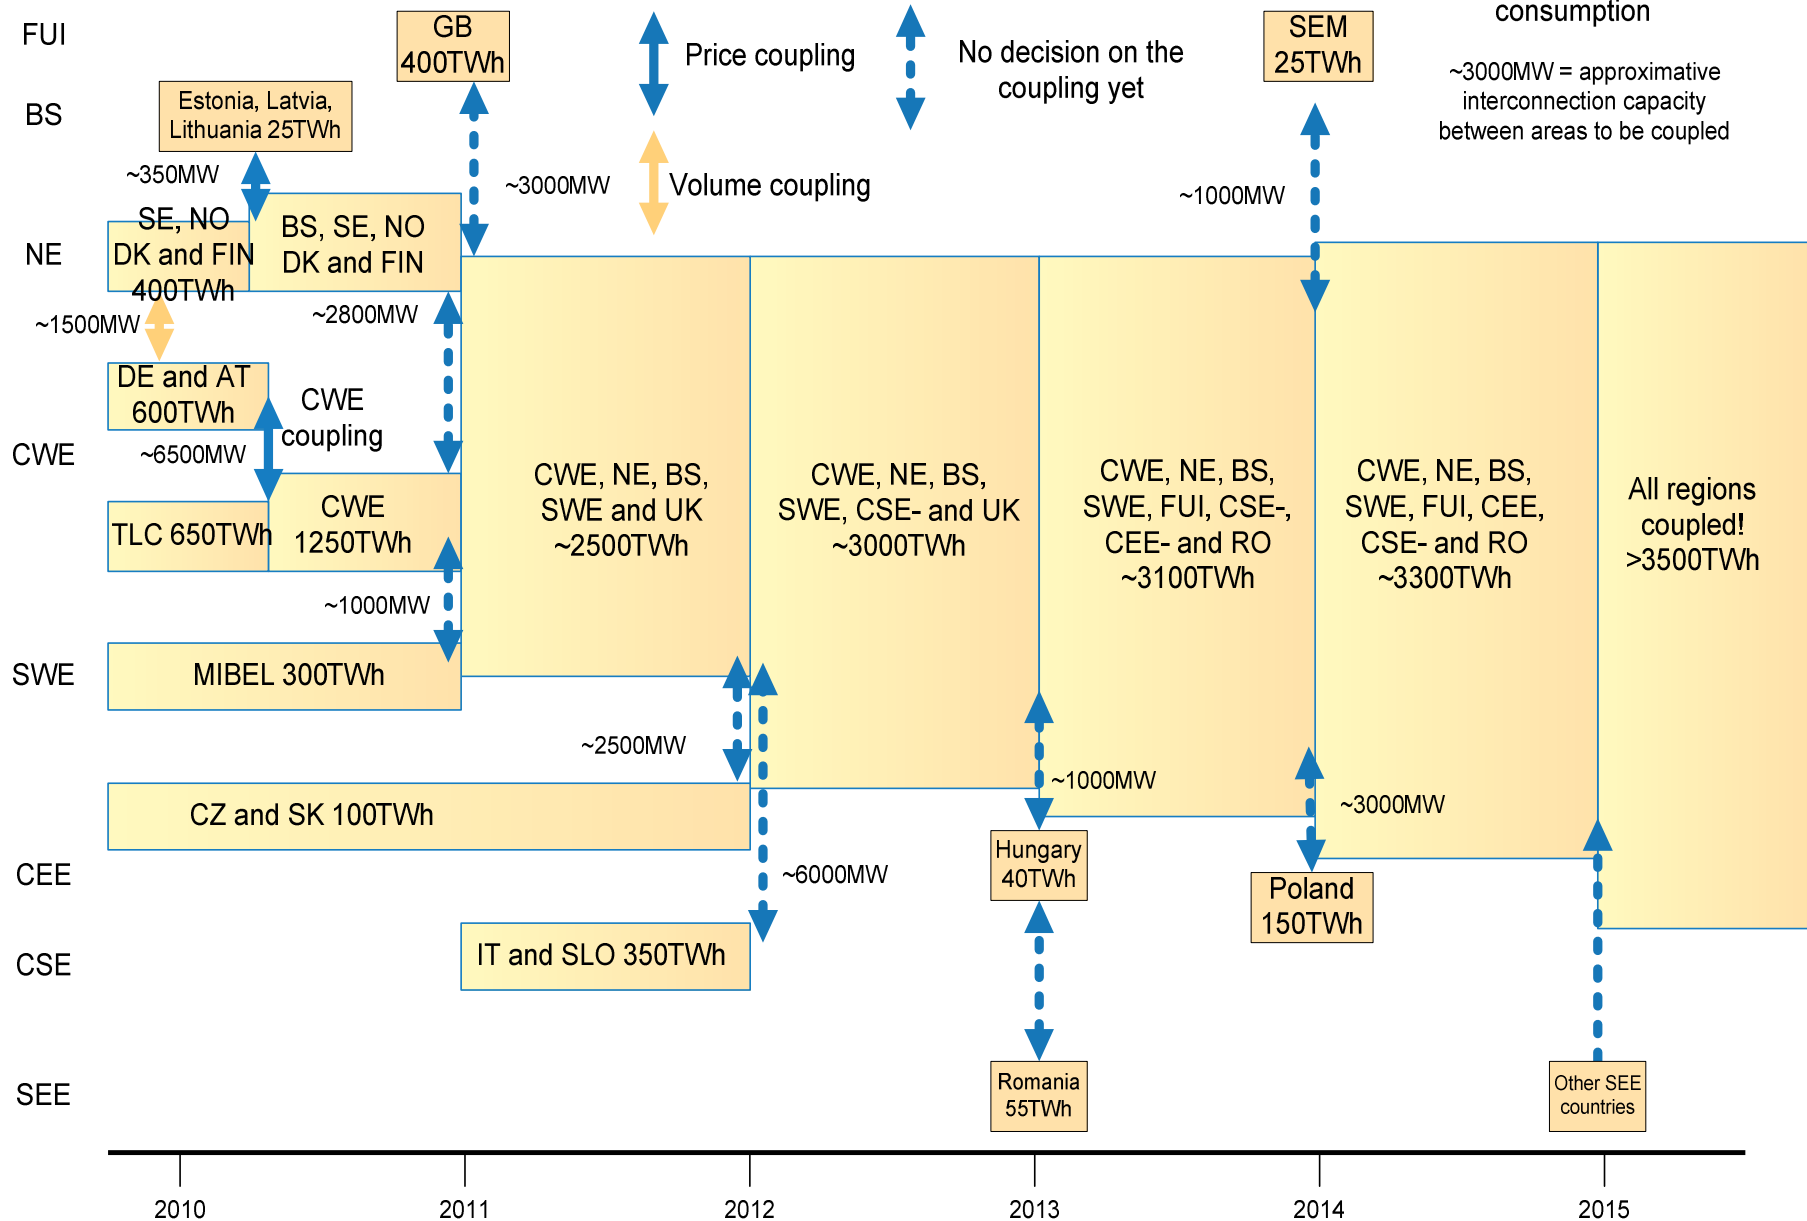 FUI
GB
400TWh
Price coupling
No decision on the
coupling yet
SEM
25TWh
consumption
~3000MW = approximative
interconnection capacity
between areas to be coupled
BS
Estonia, Latvia,
Lithuania 25TWh
~350MW
~3000MW
Volume coupling
~1000MW
NE
SE, NO
DK and FIN
400TWh
BS, SE, NO
DK and FIN
~1500MW
~2800MW
DE and AT
600TWh
CWE
coupling
CWE
~6500MW
TLC 650TWh
CWE
1250TWh
CWE, NE, BS,
SWE and UK
~2500TWh
CWE, NE, BS,
SWE, CSE- and UK
~3000TWh
CWE, NE, BS,
SWE, FUI, CSE-,
CEE- and RO
~3100TWh
CWE, NE, BS,
SWE, FUI, CEE,
CSE- and RO
~3300TWh
All regions
coupled!
>3500TWh
~1000MW
SWE
MIBEL 300TWh
~2500MW
~1000MW
~3000MW
CZ and SK 100TWh
CEE
~6000MW
Hungary
40TWh
Poland
150TWh
CSE
IT and SLO 350TWh
SEE
Romania
55TWh
Other SEE
countries
2010
2011
2012
2013
2014
2015